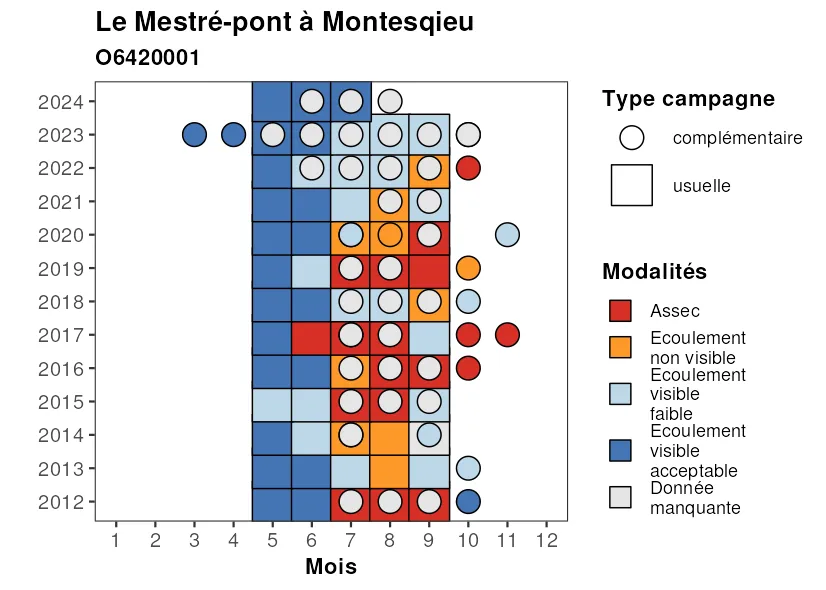 Le Mestré-pont à Montesqieu
O6420001
2024
2023
2022
2021
2020
2019
2018
2017
2016
2015
2014
2013
2012
1 2 3 4 5 6 7 8 9 10 11 12
Mois
Type campagne
complémentaire
usuelle
Modalités
Assec
Ecoulement
non visible
Ecoulement
visible
faible
Ecoulement
visible
acceptable
Donnée
manquante